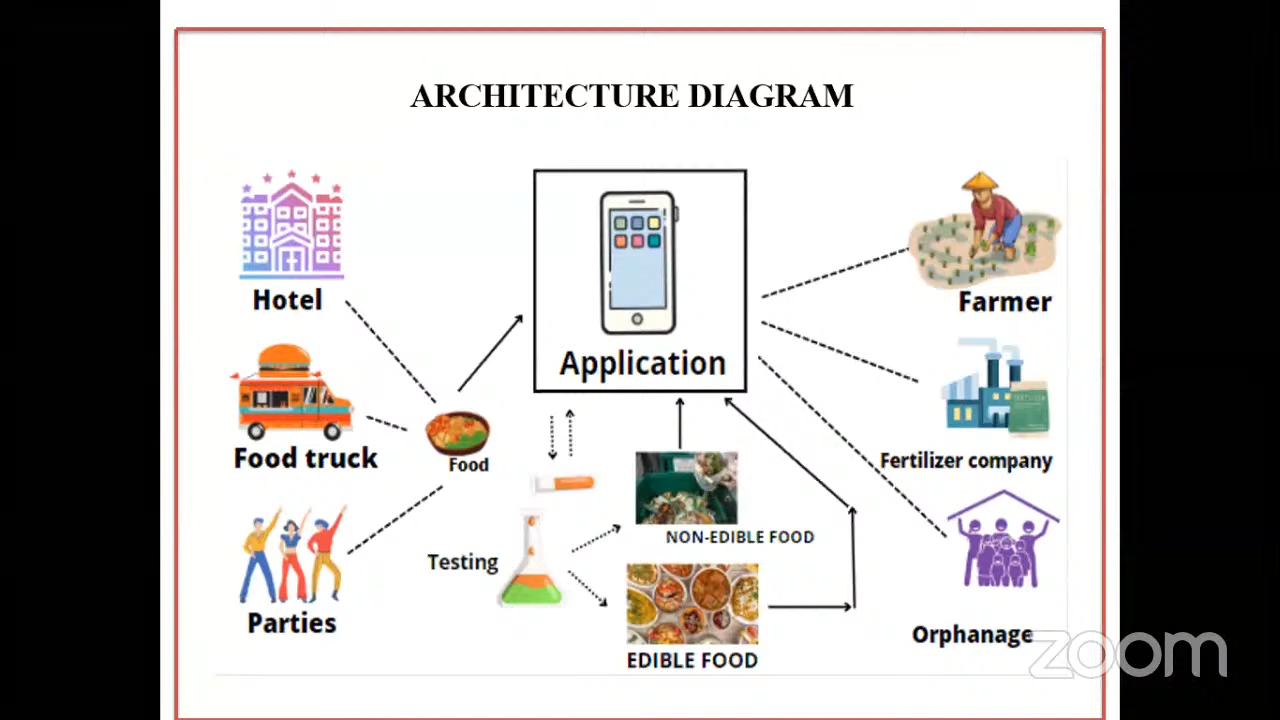 ARCHITECTURE DIAGRAM
Hotel
Food truck
Parties
Food
Application
Testing
NON-EDIBLE FOOD
EDIBLE FOOD
Farmer
Fertilizer company
Orphanage
zoom